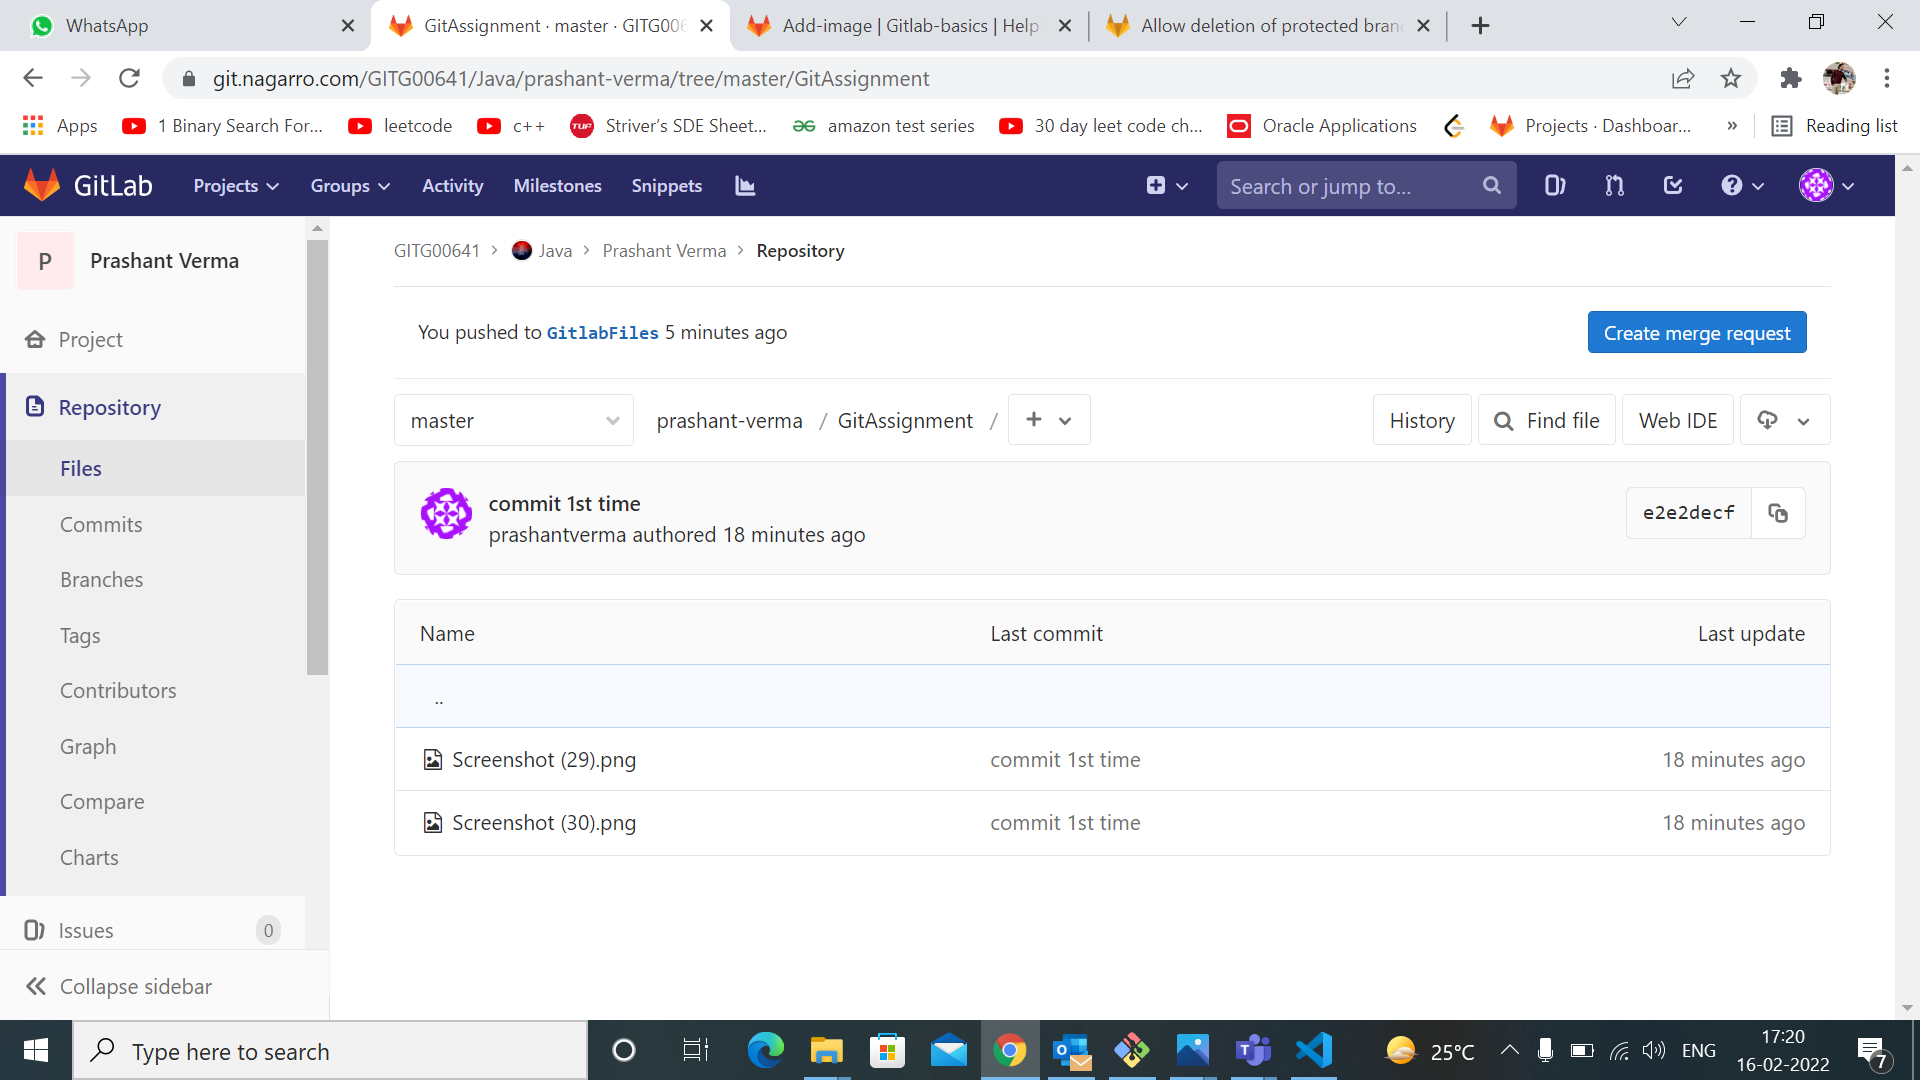 WhatsApp
GitAssignment · master · GITG006
Add-image | Gitlab-basics | Help
Allow deletion of protected bran
git.nagarro.com/GITG00641/Java/prashant-verma/tree/master/GitAssignment
Apps
1 Binary Search For...
leetcode
c++
TUF
Striver's SDE Sheet...
amazon test series
30 day leet code ch...
Oracle Applications
Projects · Dashboar...
»
Reading list
GitLab
Projects
Groups
Activity
Milestones
Snippets
Search or jump to...
P
Prashant Verma
Project
Repository
Files
Commits
Branches
Tags
Contributors
Graph
Compare
Charts
Issues
0
Collapse sidebar
GITG00641 > Java > Prashant Verma > Repository
You pushed to GitlabFiles 5 minutes ago
Create merge request
master
prashant-verma / GitAssignment /
+
History
Find file
Web IDE
commit 1st time
prashantverma authored 18 minutes ago
e2e2decf
Name
Last commit
Last update
..
Screenshot (29).png
commit 1st time
18 minutes ago
Screenshot (30).png
commit 1st time
18 minutes ago
Type here to search
25°C
ENG
17:20
16-02-2022
7